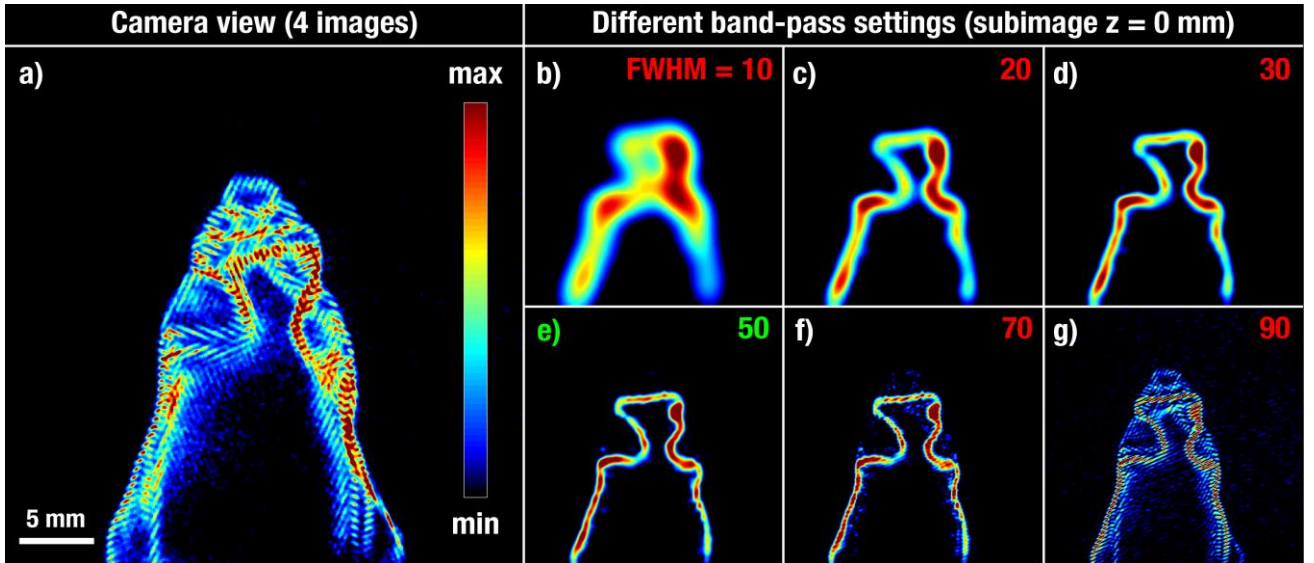 Camera view (4 images)
Different band-pass settings (subimage z = 0 mm)
a)
max
min
5 mm
b)
FWHM = 10
c)
20
d)
30
e)
50
f)
70
g)
90